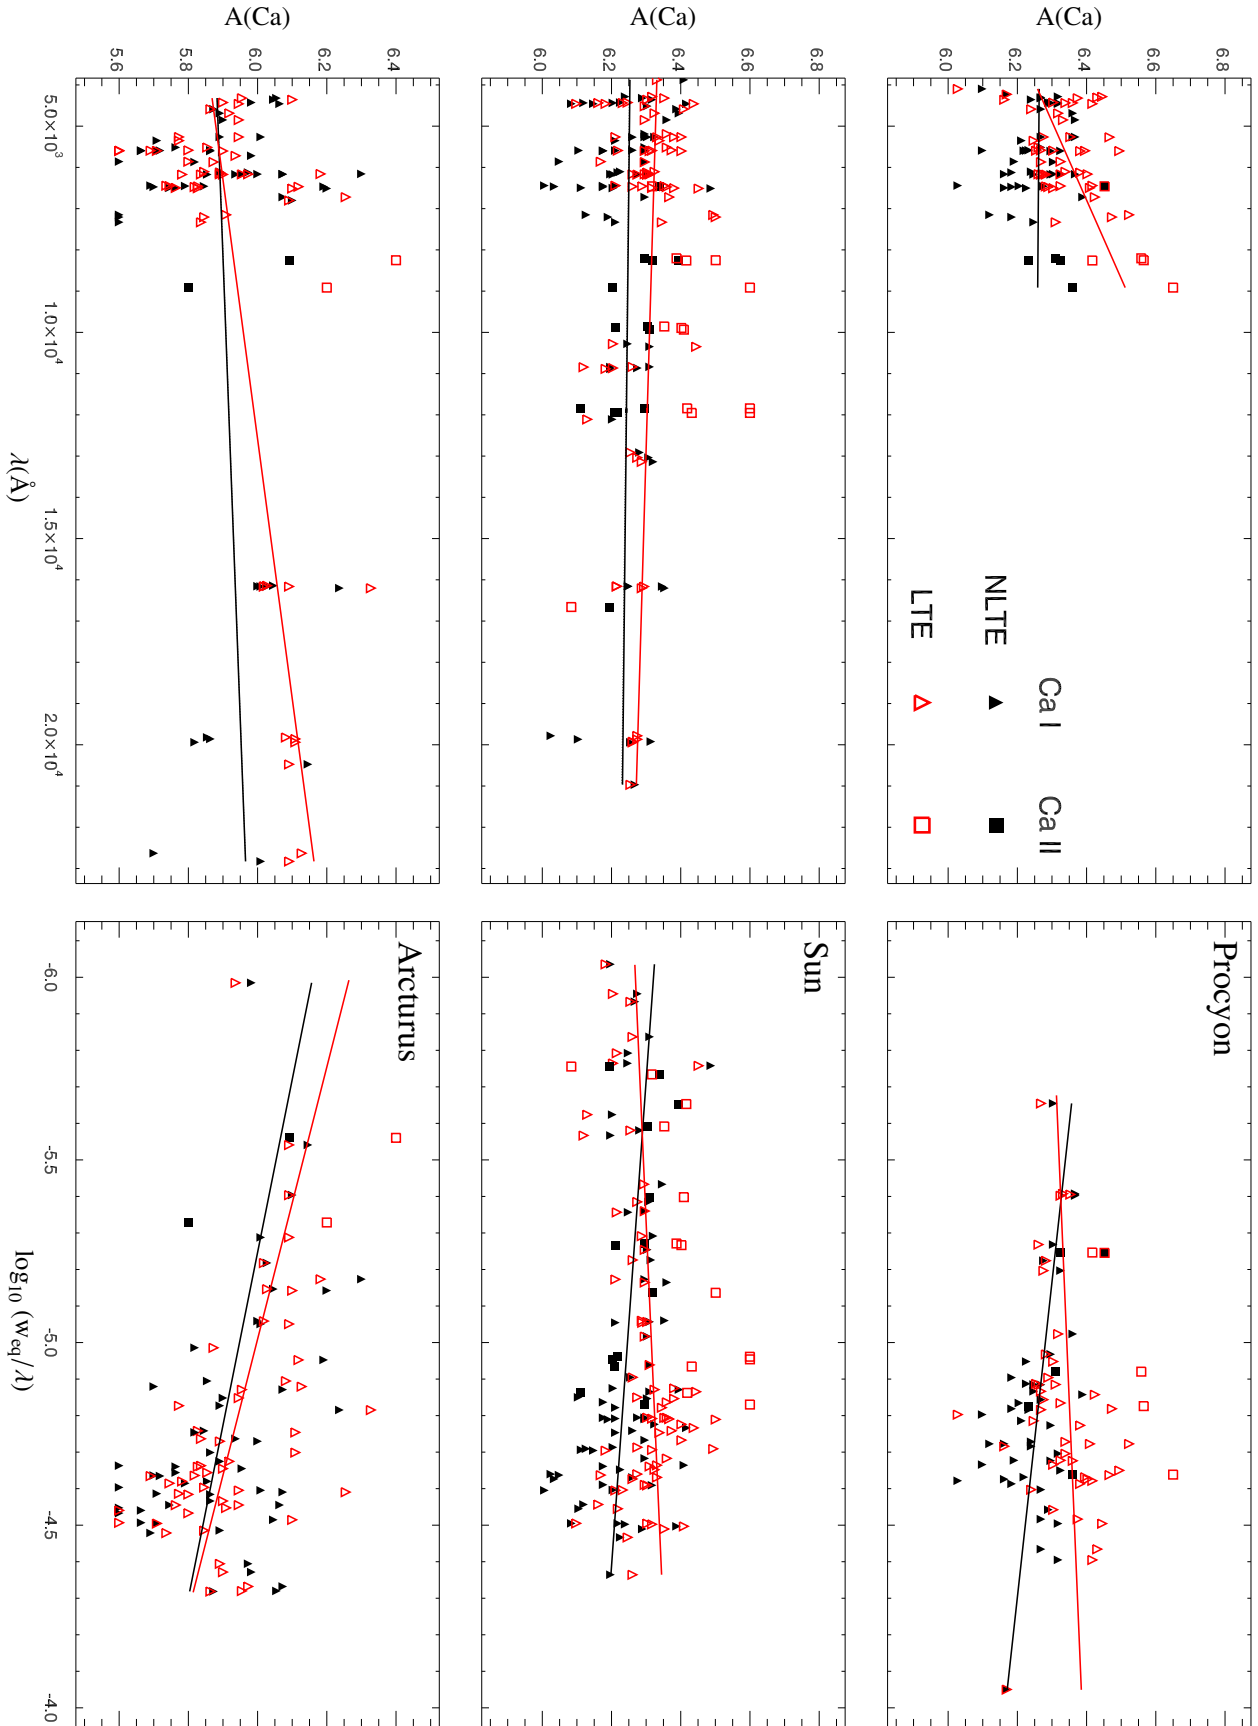 A(Ca)
6.8
6.6
6.4
6.2
6.0
Ca I Ca II
NLTE
LTE
Procyon
A(Ca)
6.8
6.6
6.4
6.2
6.0
Sun
A(Ca)
6.4
6.2
6.0
5.8
5.6
Arcturus
5.0×10³ 1.0×10⁴ 1.5×10⁴ 2.0×10⁴
λ(Å)
-6.0 -5.5 -5.0 -4.5 -4.0
log₁₀ (w_eq/λ)